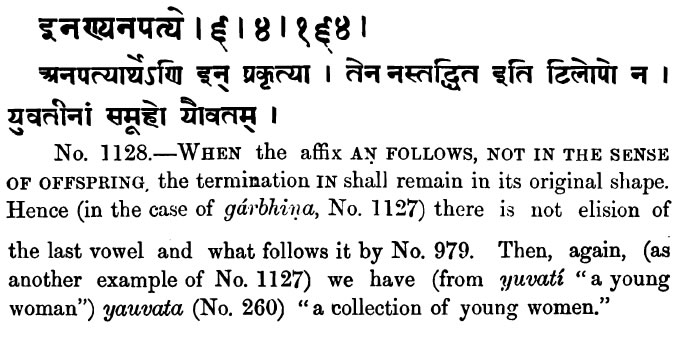 इनण्यनपत्ये । ६ । ४ । १६४ ।
अनपत्यार्थेऽणि इन् प्रकृत्या । तेन नस्तद्धित इति टिलोपो न ।
युवतीनां समूहो यौवतम् ।
No. 1128.—WHEN the affix AṆ FOLLOWS, NOT IN THE SENSE
OF OFFSPRING, the termination IN shall remain in its original shape.
Hence (in the case of gárbhiṇa, No. 1127) there is not elision of
the last vowel and what follows it by No. 979. Then, again, (as
another example of No. 1127) we have (from yuvatí "a young
woman") yauvata (No. 260) "a collection of young women."